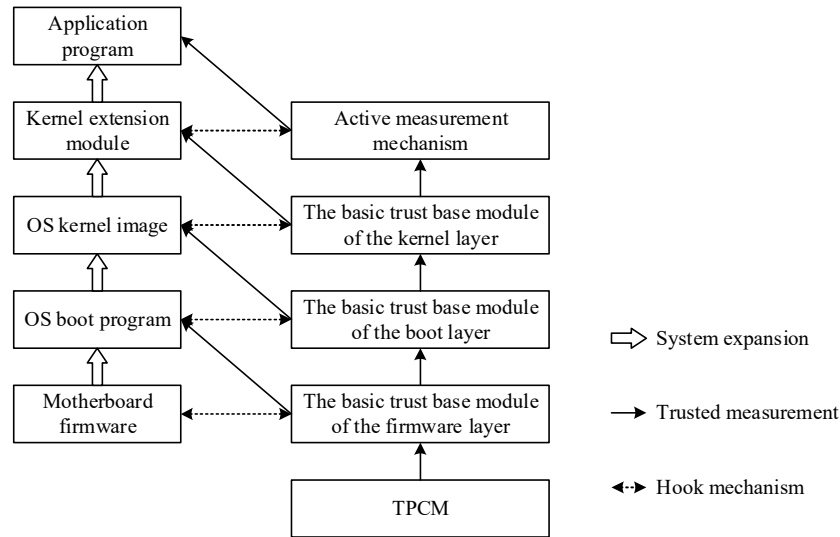 Application
program
Kernel extension
module
Active measurement
mechanism
OS kernel image
The basic trust base module
of the kernel layer
OS boot program
The basic trust base module
of the boot layer
Motherboard
firmware
The basic trust base module
of the firmware layer
TPCM
System expansion
Trusted measurement
Hook mechanism